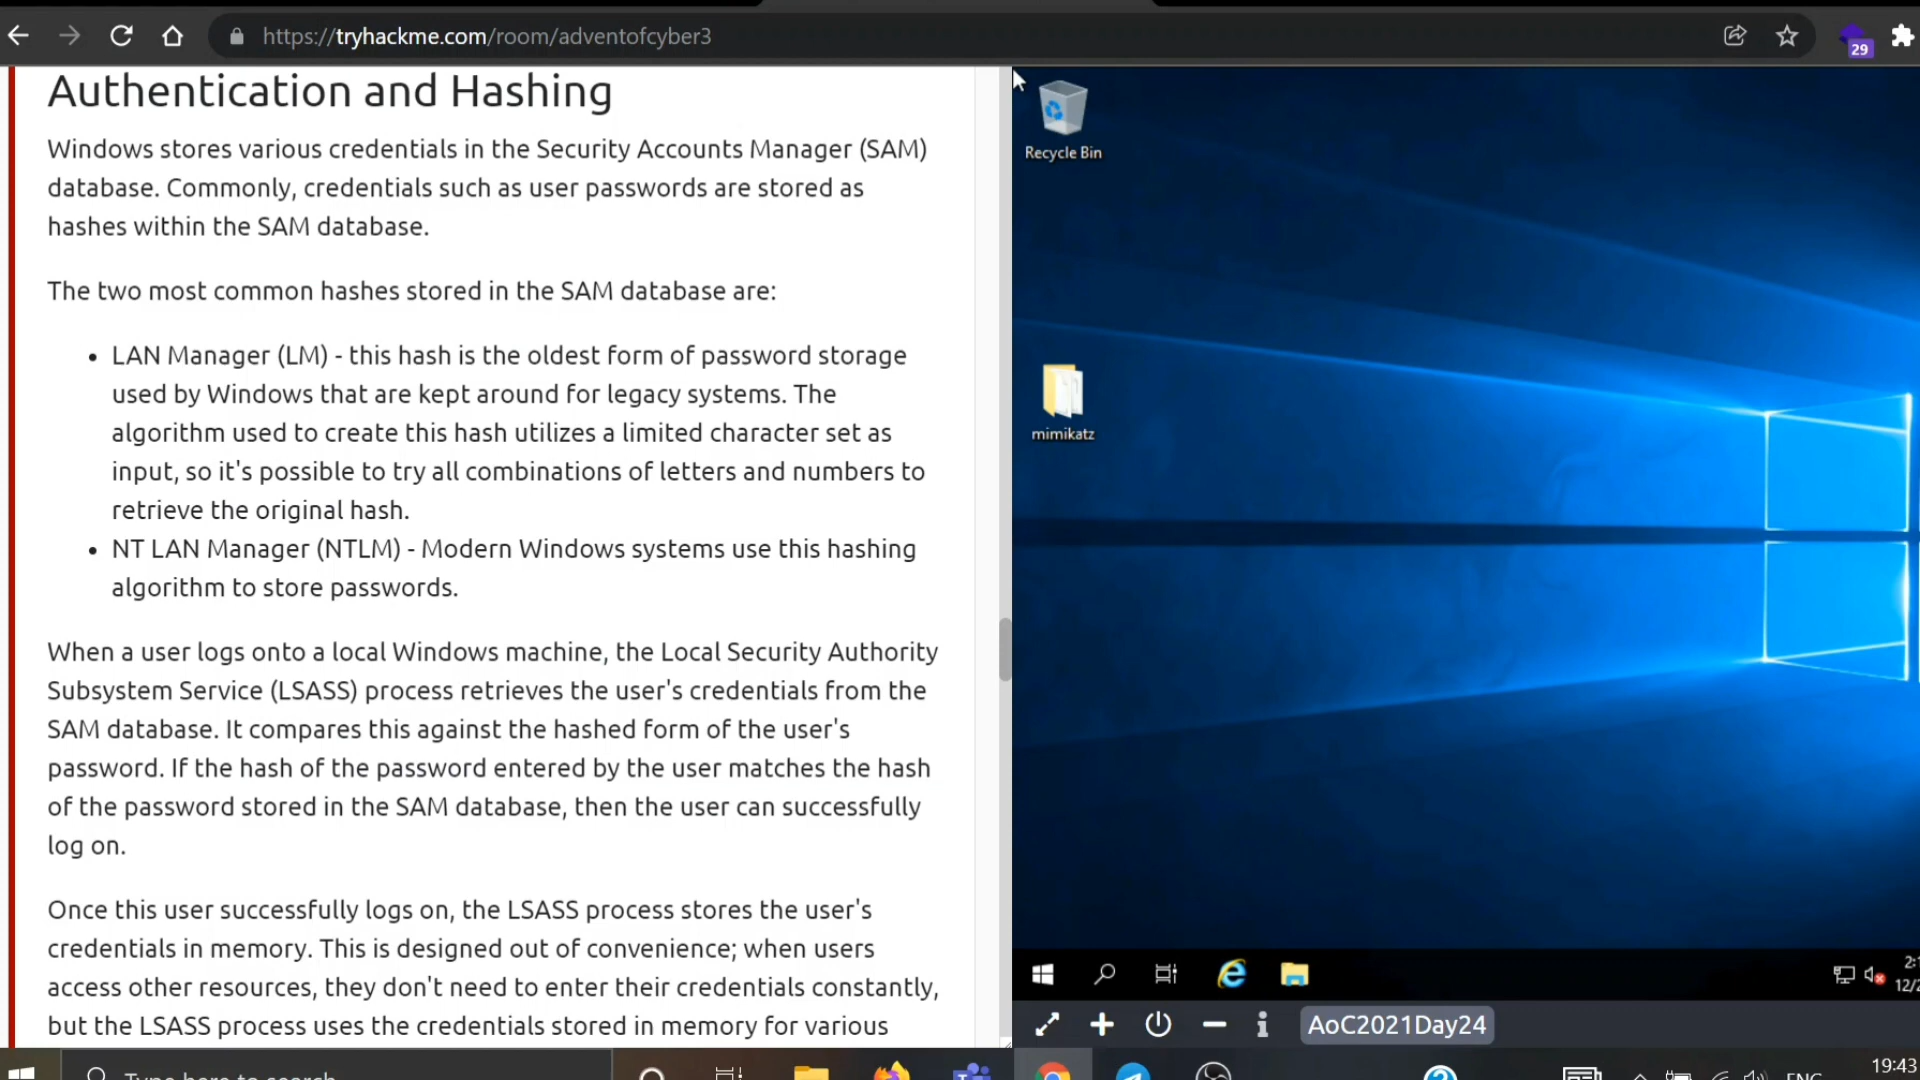 https://tryhackme.com/room/adventofcyber3
29
Authentication and Hashing
Windows stores various credentials in the Security Accounts Manager (SAM)
database. Commonly, credentials such as user passwords are stored as
hashes within the SAM database.
The two most common hashes stored in the SAM database are:
• LAN Manager (LM) - this hash is the oldest form of password storage
used by Windows that are kept around for legacy systems. The
algorithm used to create this hash utilizes a limited character set as
input, so it's possible to try all combinations of letters and numbers to
retrieve the original hash.
• NT LAN Manager (NTLM) - Modern Windows systems use this hashing
algorithm to store passwords.
When a user logs onto a local Windows machine, the Local Security Authority
Subsystem Service (LSASS) process retrieves the user's credentials from the
SAM database. It compares this against the hashed form of the user's
password. If the hash of the password entered by the user matches the hash
of the password stored in the SAM database, then the user can successfully
log on.
Once this user successfully logs on, the LSASS process stores the user's
credentials in memory. This is designed out of convenience; when users
access other resources, they don't need to enter their credentials constantly,
but the LSASS process uses the credentials stored in memory for various
Recycle Bin
mimikatz
AoC2021Day24
Type here to search
ENG
19:43